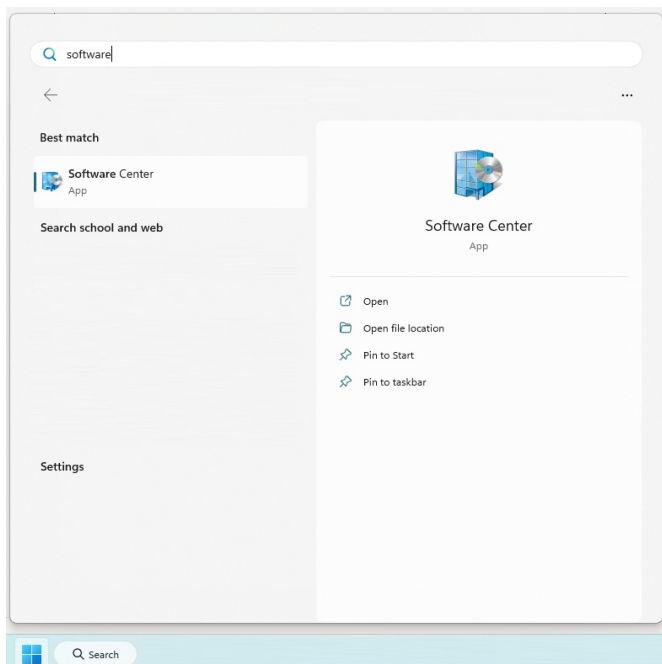 software
...
Best match
Software Center
App
Search school and web
Settings
Software Center
App
Open
Open file location
Pin to Start
Pin to taskbar
Search